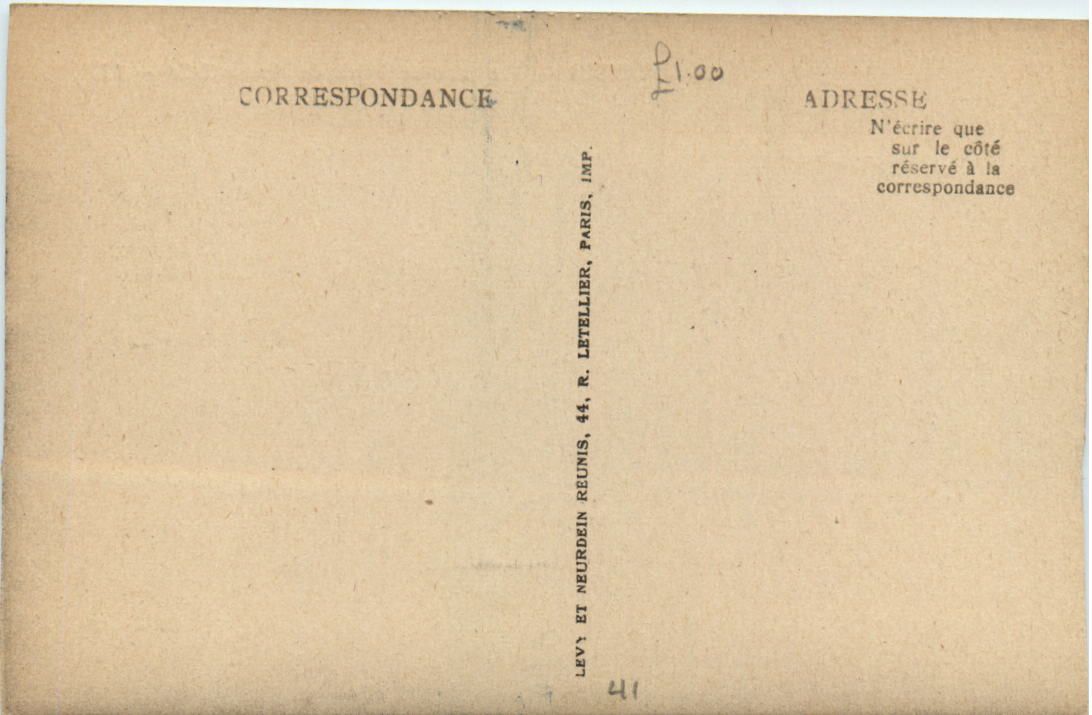 £1.00
CORRESPONDANCE
ADRESSE
N'écrire que
sur le côté
réservé à la
correspondance
LEVY ET NEURDEIN REUNIS, 44, R. LETELLIER, PARIS, IMP.
41